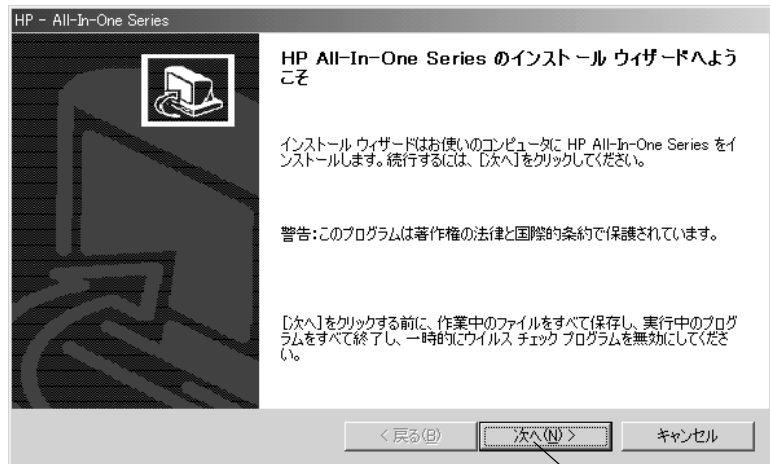 HP - All-In-One Series
HP All-In-One Series のインストール ウィザードへよう
こそ
インストール ウィザードはお使いのコンピュータに HP All-In-One Series をイ
ンストールします。続行するには、[次へ]をクリックしてください。
警告:このプログラムは著作権の法律と国際的条約で保護されています。
[次へ]をクリックする前に、作業中のファイルをすべて保存し、実行中のプログ
ラムをすべて終了し、一時的にウイルス チェック プログラムを無効にしてくださ
い。
< 戻る(B)
次へ(N) >
キャンセル